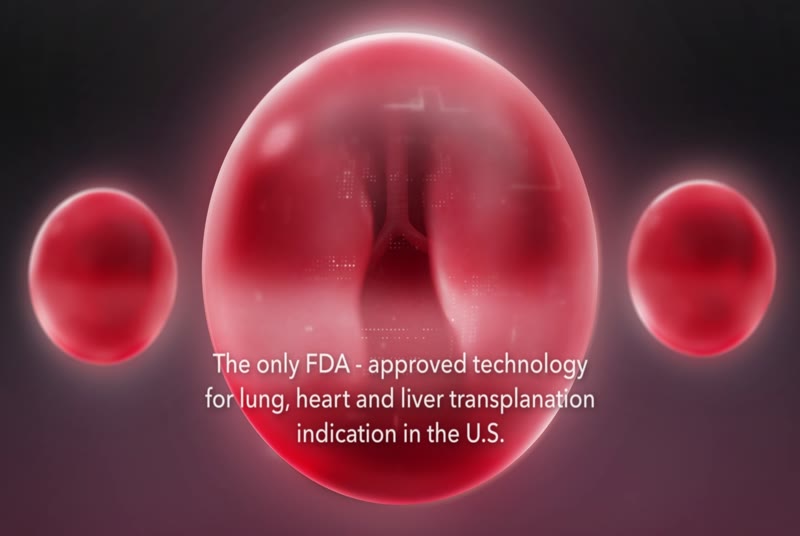 The only FDA - approved technology
for lung, heart and liver transplanation
indication in the U.S.